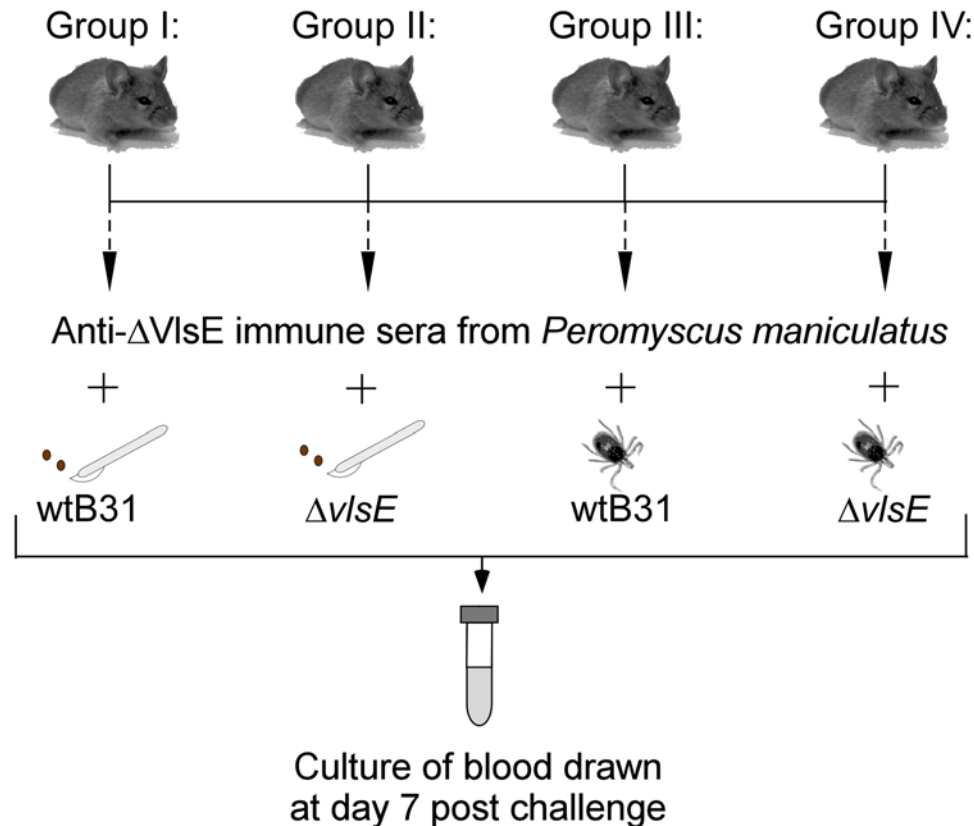 Group I: Group II: Group III: Group IV:
Anti-ΔVlsE immune sera from Peromyscus maniculatus
+ + + +
wtB31 ΔvlsE wtB31 ΔvlsE
Culture of blood drawn
at day 7 post challenge